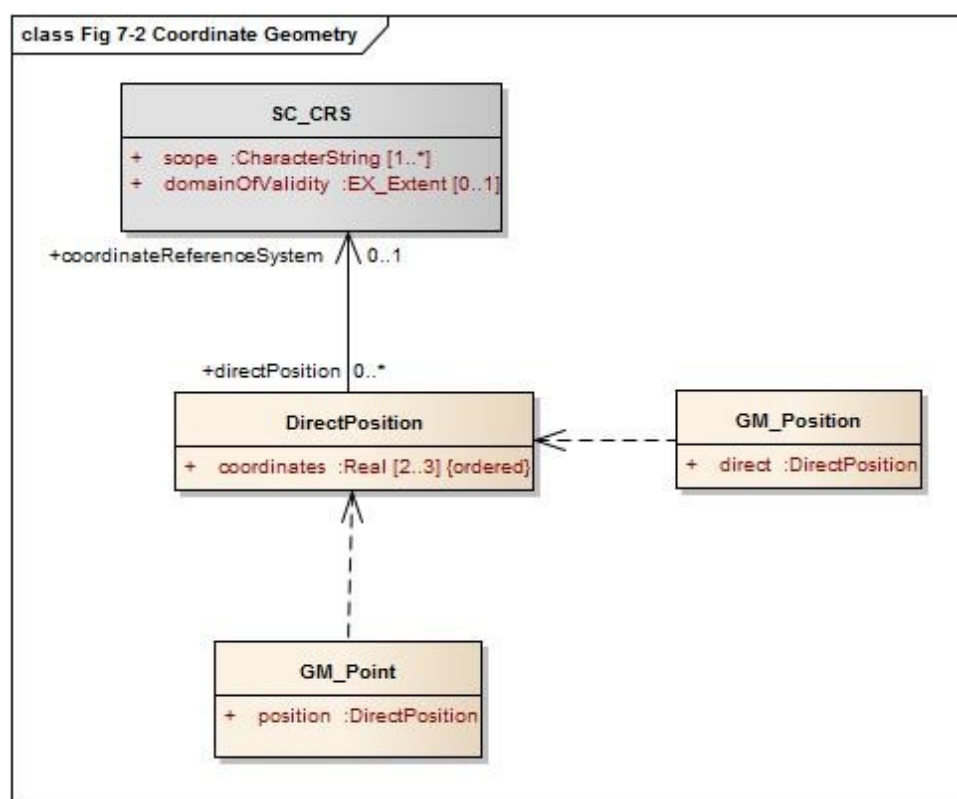 class Fig 7-2 Coordinate Geometry
SC_CRS
+ scope :CharacterString [1..*]
+ domainOfValidity :EX_Extent [0..1]
+coordinateReferenceSystem 0..1
+directPosition 0..*
DirectPosition
+ coordinates :Real [2..3] {ordered}
GM_Position
+ direct :DirectPosition
GM_Point
+ position :DirectPosition